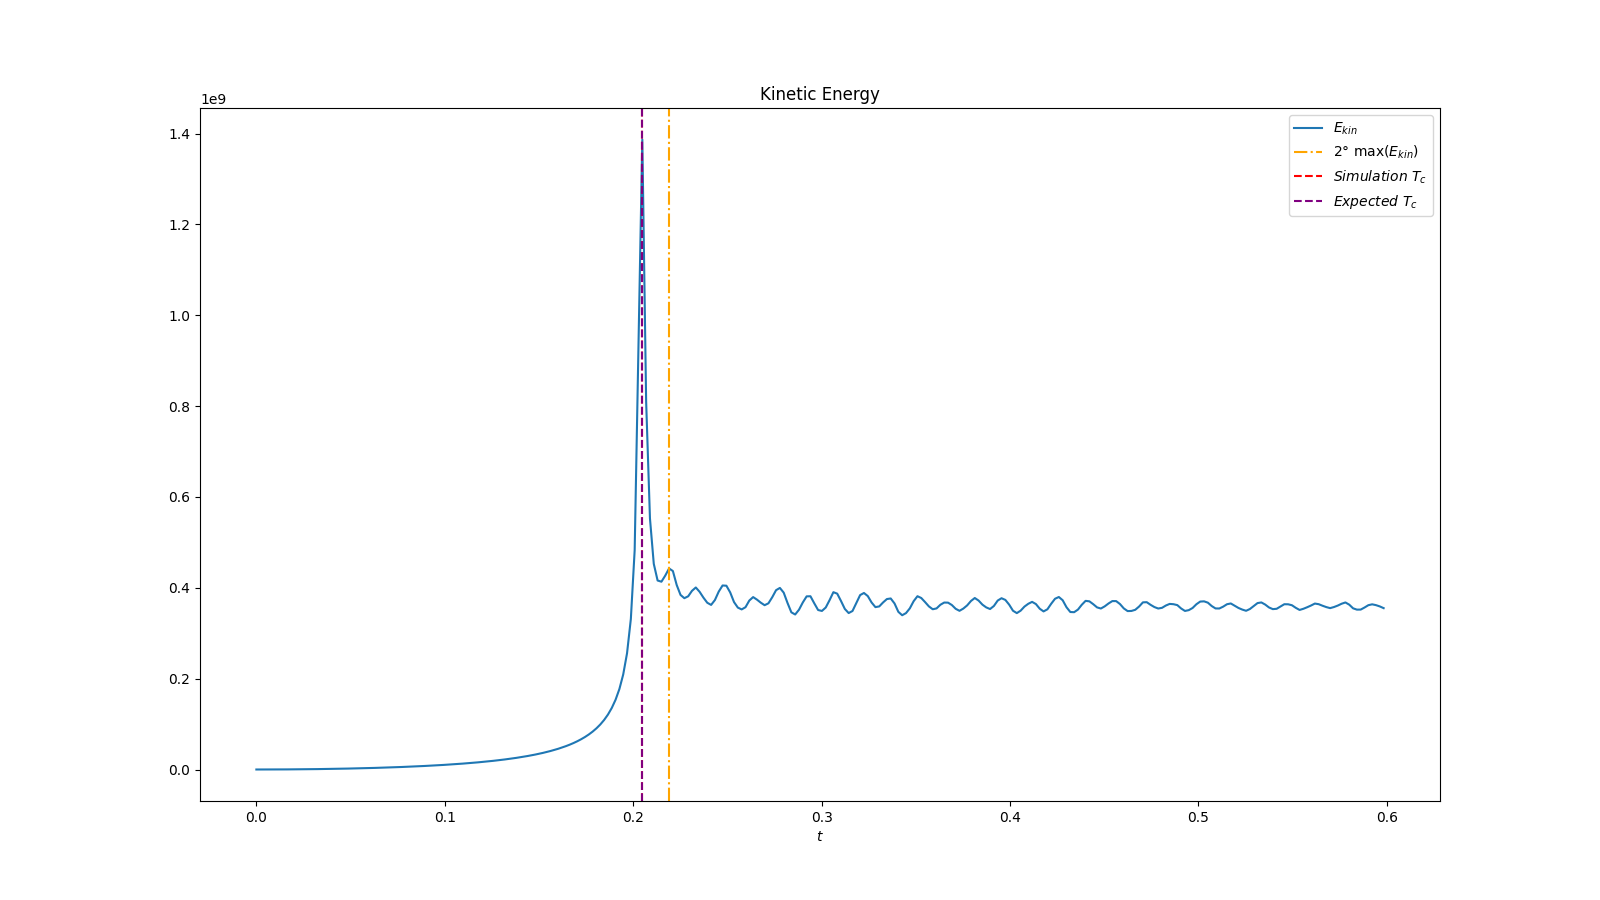 Kinetic Energy
1e9
1.4
1.2
1.0
0.8
0.6
0.4
0.2
0.0
E_kin
2° max(E_kin)
Simulation T_c
Expected T_c
0.0 0.1 0.2 0.3 0.4 0.5 0.6
t